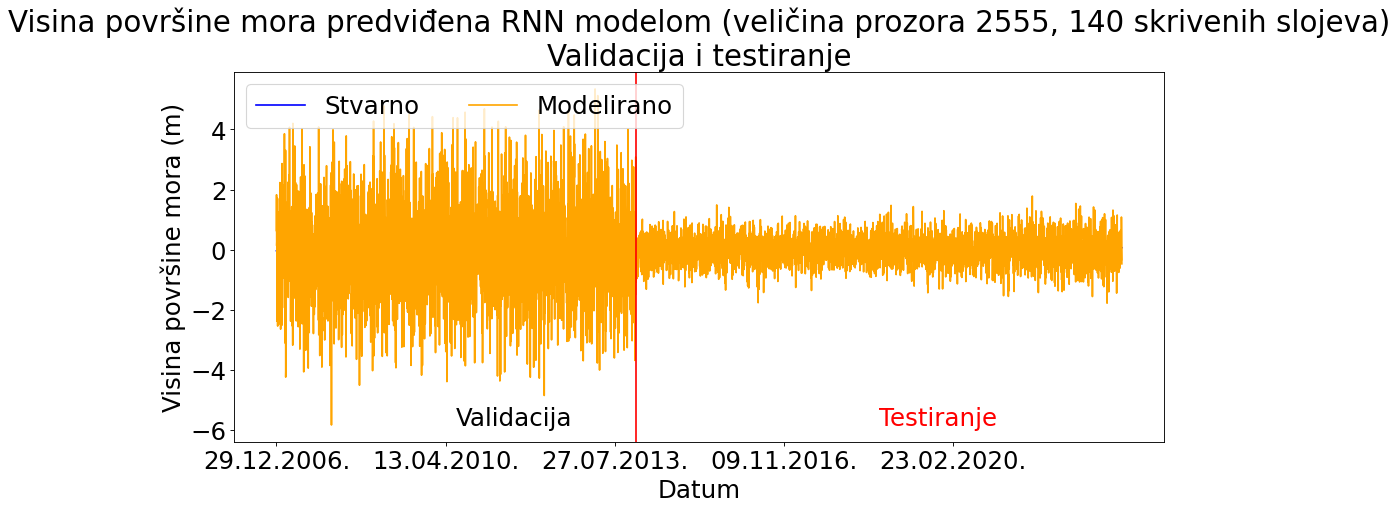 Visina površine mora predviđena RNN modelom (veličina prozora 2555, 140 skrivenih slojeva)
Validacija i testiranje
Stvarno Modelirano
Visina površine mora (m)
4
2
0
−2
−4
−6
Validacija Testiranje
29.12.2006. 13.04.2010. 27.07.2013. 09.11.2016. 23.02.2020.
Datum